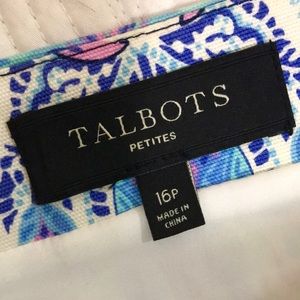 TALBOTS
PETITES
16P
MADE IN
CHINA